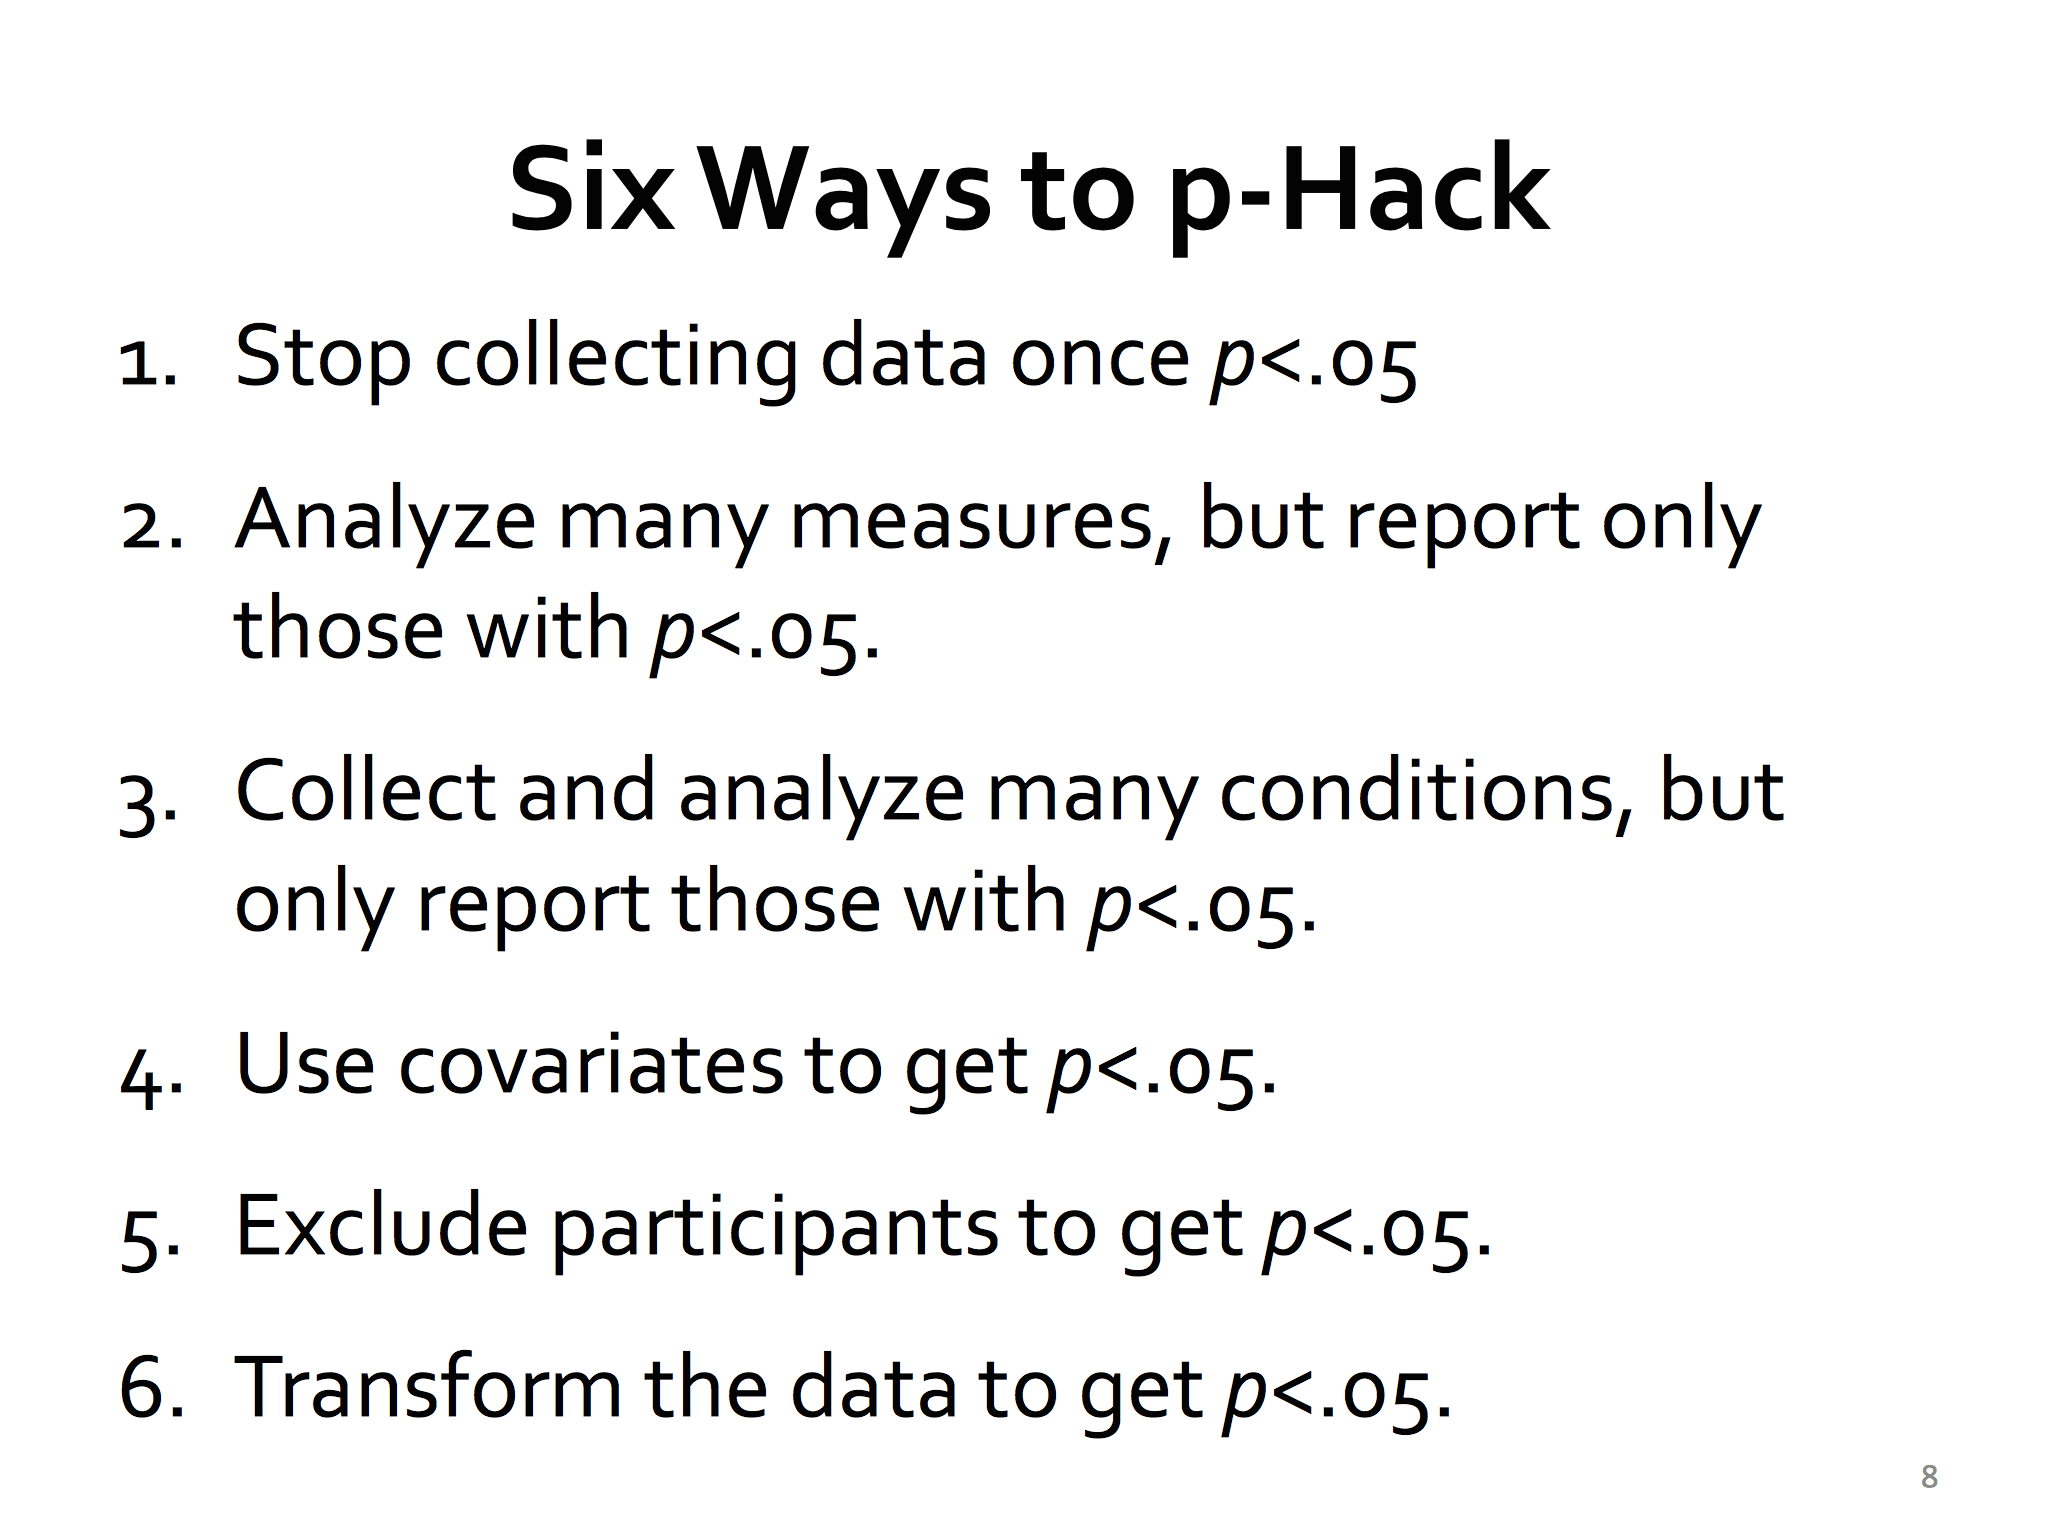 Six Ways to p-Hack
1. Stop collecting data once p<.05
2. Analyze many measures, but report only
those with p<.05.
3. Collect and analyze many conditions, but
only report those with p<.05.
4. Use covariates to get p<.05.
5. Exclude participants to get p<.05.
6. Transform the data to get p<.05.
8